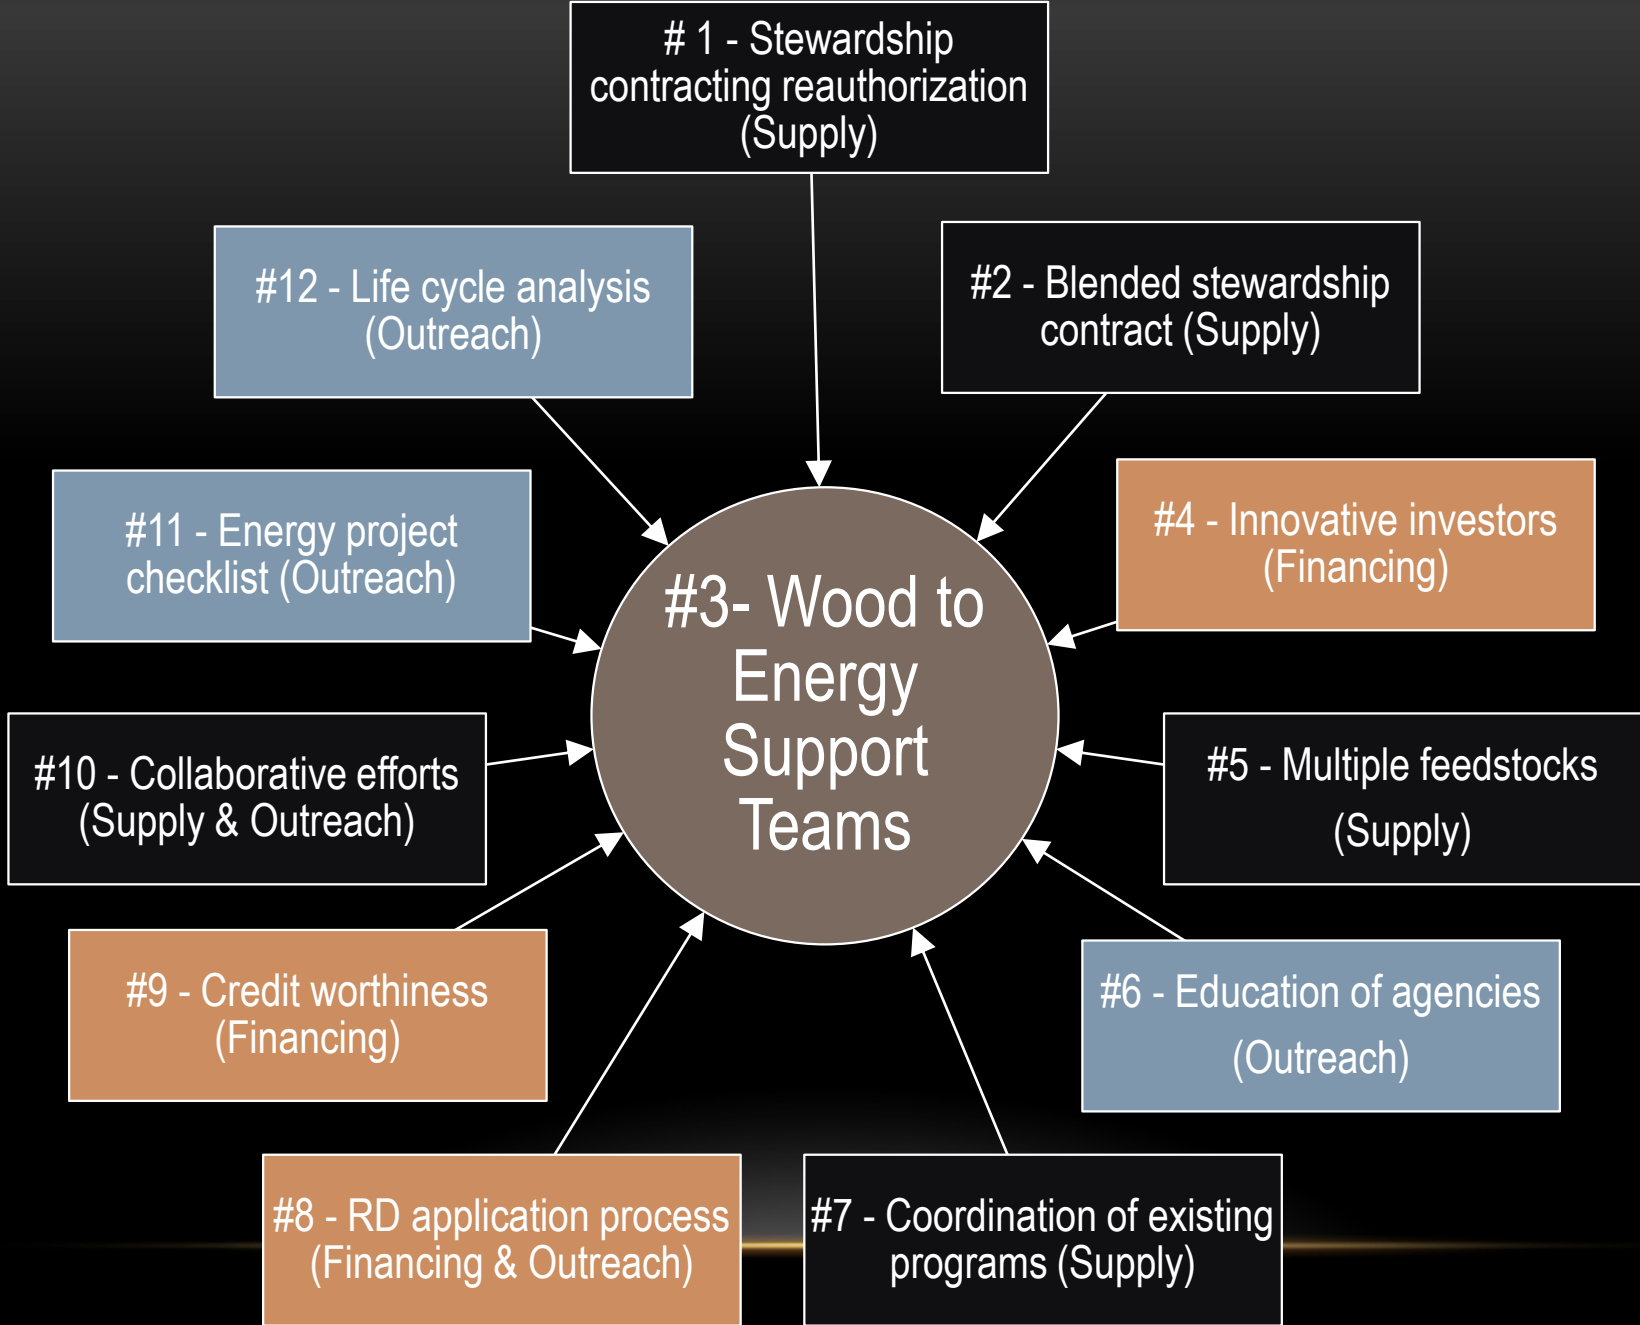 # 1 - Stewardship
contracting reauthorization
(Supply)
#2 - Blended stewardship
contract (Supply)
#12 - Life cycle analysis
(Outreach)
#4 - Innovative investors
(Financing)
#11 - Energy project
checklist (Outreach)
#3- Wood to
Energy
Support
Teams
#10 - Collaborative efforts
(Supply & Outreach)
#5 - Multiple feedstocks
(Supply)
#9 - Credit worthiness
(Financing)
#6 - Education of agencies
(Outreach)
#8 - RD application process
(Financing & Outreach)
#7 - Coordination of existing
programs (Supply)